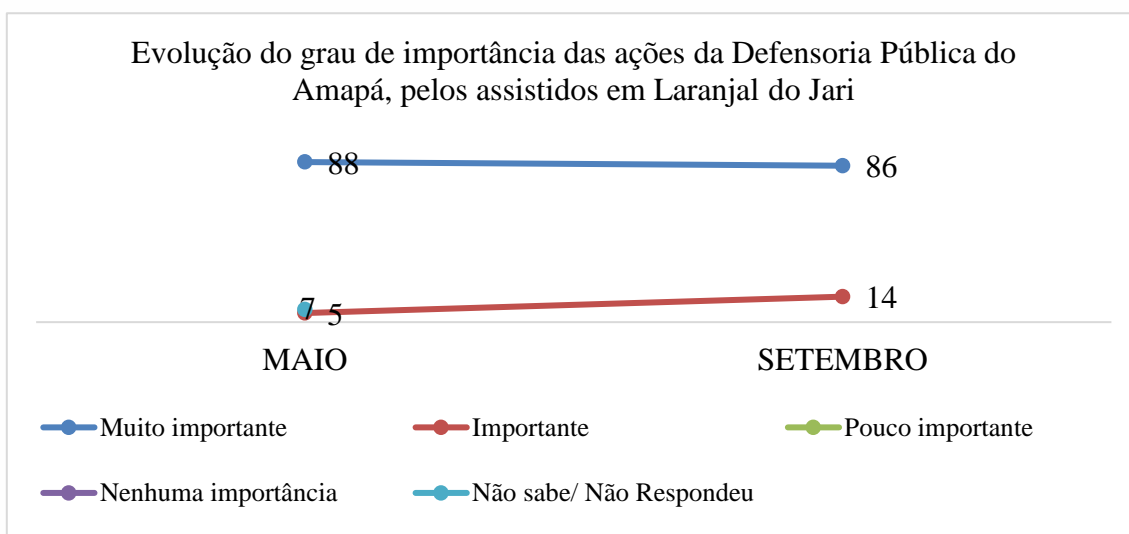 Evolução do grau de importância das ações da Defensoria Pública do
Amapá, pelos assistidos em Laranjal do Jari
88
86
7
5
14
MAIO
SETEMBRO
Muito importante
Importante
Pouco importante
Nenhuma importância
Não sabe/ Não Respondeu